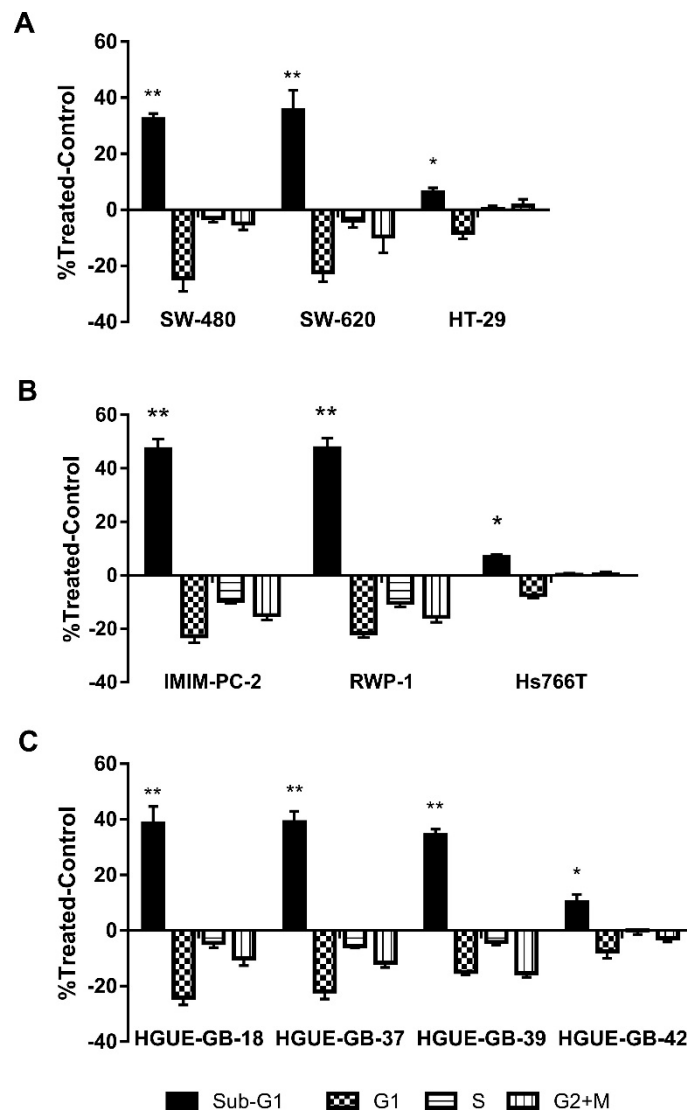 A
60
40
20
0
-20
-40
%Treated-Control
** ** *
SW-480 SW-620 HT-29
B
60
40
20
0
-20
-40
%Treated-Control
** ** *
IMIM-PC-2 RWP-1 Hs766T
C
60
40
20
0
-20
-40
%Treated-Control
** ** ** *
HGUE-GB-18 HGUE-GB-37 HGUE-GB-39 HGUE-GB-42
Sub-G1 G1 S G2+M